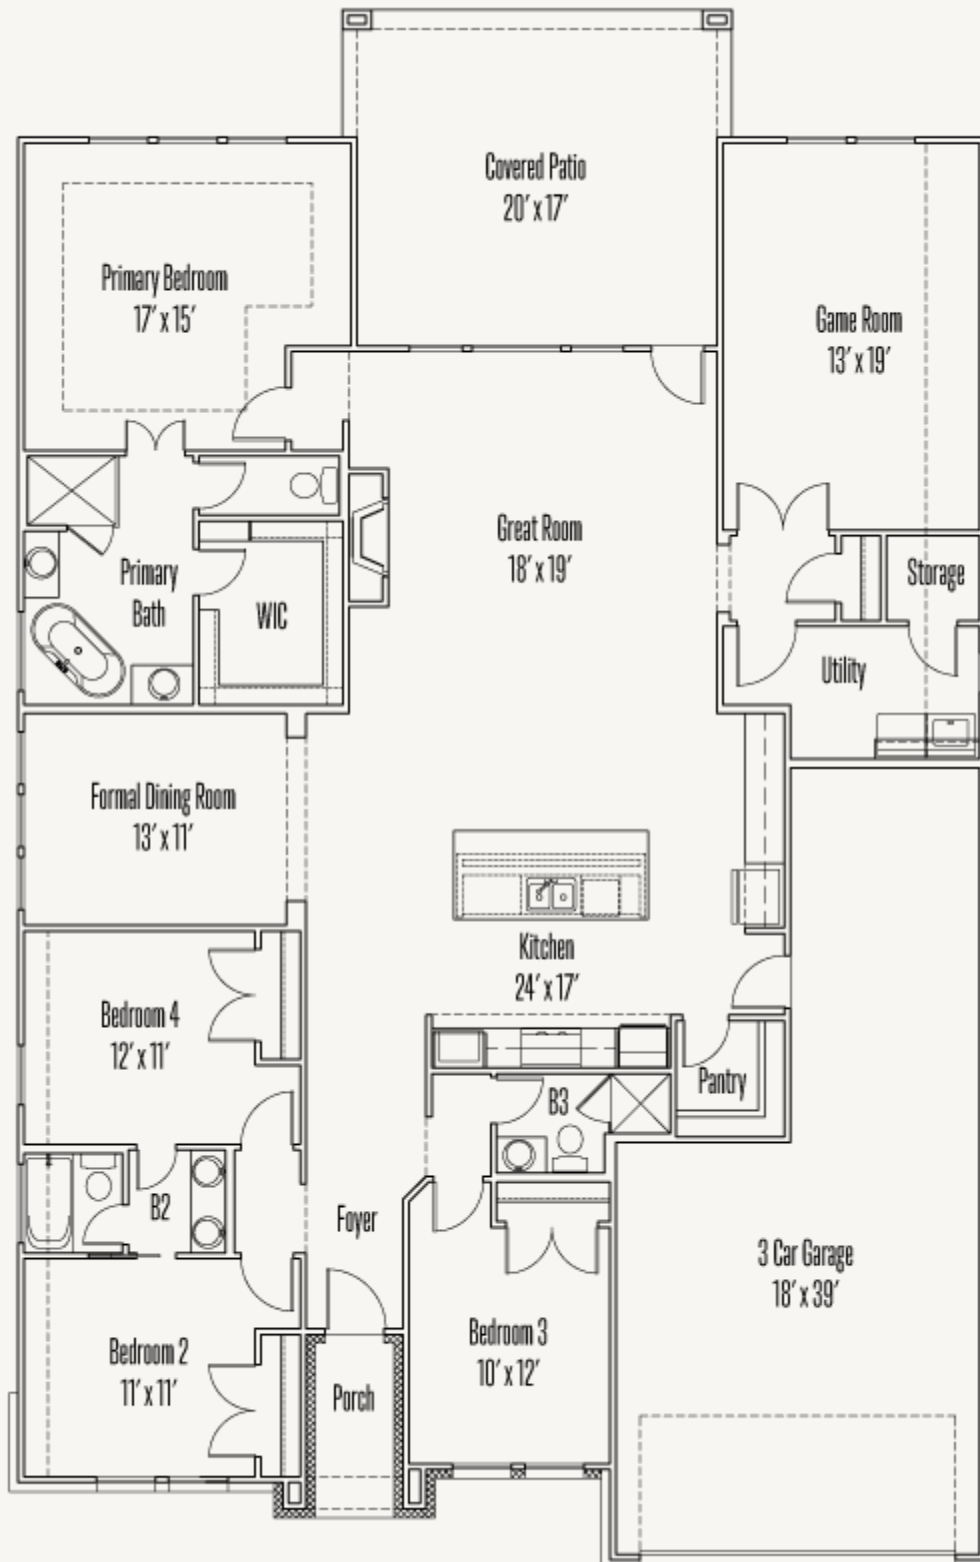 Covered Patio
20' x 17'
Primary Bedroom
17' x 15'
Game Room
13' x 19'
Great Room
18' x 19'
Primary
Bath
WIC
Storage
Utility
Formal Dining Room
13' x 11'
Kitchen
24' x 17'
Bedroom 4
12' x 11'
Pantry
B3
B2
Foyer
3 Car Garage
18' x 39'
Bedroom 3
10' x 12'
Bedroom 2
11' x 11'
Porch